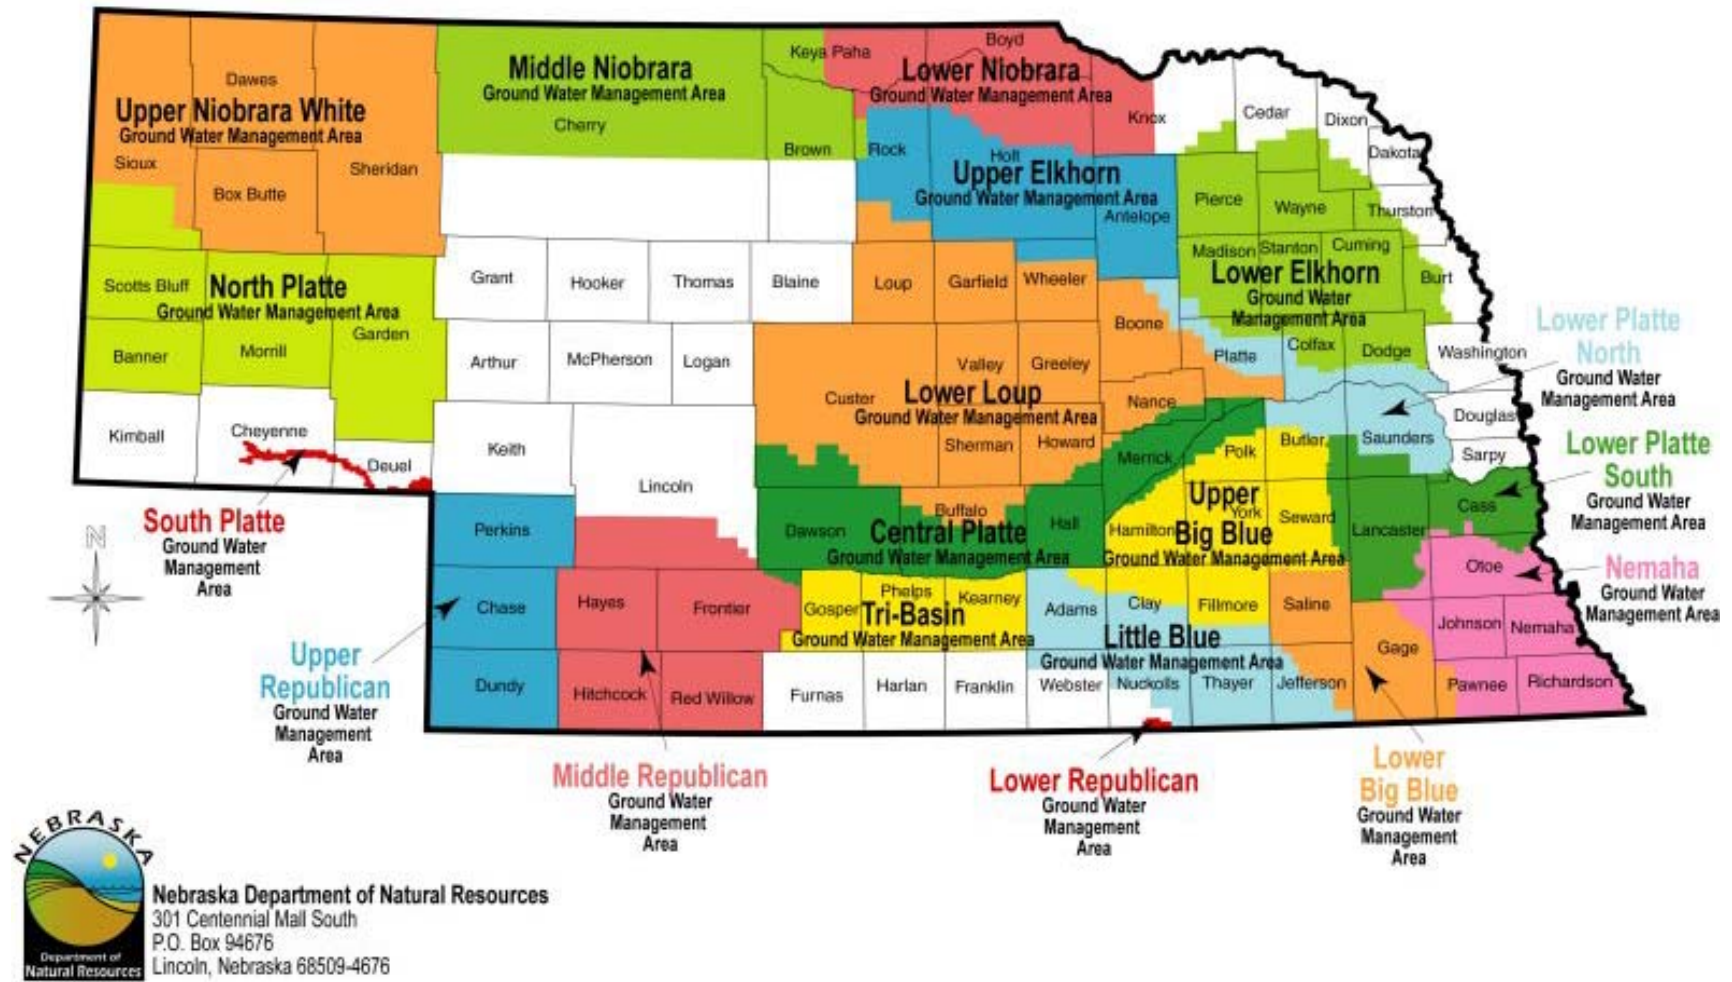 Keya Paha
Boyd
Middle Niobrara
Ground Water Management Area
Lower Niobrara
Ground Water Management Area
Dawes
Upper Niobrara White
Ground Water Management Area
Cherry
Knox
Cedar
Dixon
Dakota
Sioux
Box Butte
Sheridan
Brown
Rock
Holt
Upper Elkhorn
Ground Water Management Area
Antelope
Pierce
Wayne
Thurston
Madison
Stanton
Cuming
Lower Elkhorn
Ground Water
Management Area
Burt
Scotts Bluff
North Platte
Ground Water Management Area
Garden
Banner
Morrill
Grant
Hooker
Thomas
Blaine
Loup
Garfield
Wheeler
Boone
Platte
Colfax
Dodge
Washington
Lower Platte
North
Ground Water
Management Area
Arthur
McPherson
Logan
Valley
Greeley
Custer
Lower Loup
Ground Water Management Area
Nance
Sherman
Howard
Kimball
Cheyenne
Deuel
Keith
Lincoln
Merrick
Polk
Butler
Saunders
Douglas
Sarpy
Lower Platte
South
Ground Water
Management Area
South Platte
Ground Water
Management
Area
N
Perkins
Dawson
Buffalo
Central Platte
Ground Water Management Area
Hall
Hamilton
Upper
York
Big Blue
Ground Water Management Area
Seward
Lancaster
Cass
Otoe
Nemaha
Ground Water
Management Area
Chase
Hayes
Frontier
Gosper
Phelps
Kearney
Tri-Basin
Ground Water Management Area
Adams
Clay
Fillmore
Saline
Little Blue
Ground Water Management Area
Gage
Johnson
Nemaha
Upper
Republican
Ground Water
Management
Area
Dundy
Hitchcock
Red Willow
Furnas
Harlan
Franklin
Webster
Nuckolls
Thayer
Jefferson
Pawnee
Richardson
Middle Republican
Ground Water
Management
Area
Lower Republican
Ground Water
Management
Area
Lower
Big Blue
Ground Water
Management
Area
NEBRASKA
Department of
Natural Resources
Nebraska Department of Natural Resources
301 Centennial Mall South
P.O. Box 94676
Lincoln, Nebraska 68509-4676